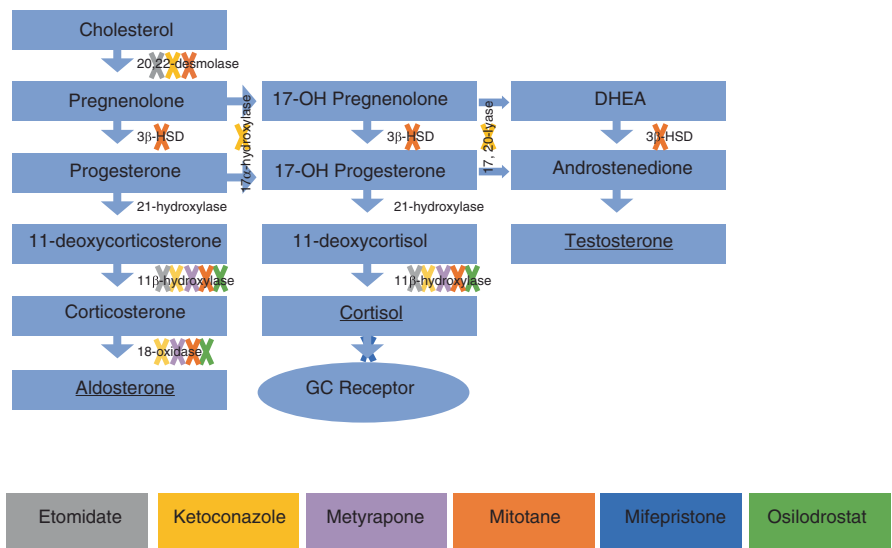 Cholesterol
20,22-desmolase
Pregnenolone
17-OH Pregnenolone
DHEA
17α-hydroxylase
17, 20-lyase
3β-HSD
3β-HSD
3β-HSD
Progesterone
17-OH Progesterone
Androstenedione
21-hydroxylase
21-hydroxylase
11-deoxycorticosterone
11-deoxycortisol
Testosterone
11β-hydroxylase
11β-hydroxylase
Corticosterone
Cortisol
18-oxidase
Aldosterone
GC Receptor
Etomidate
Ketoconazole
Metyrapone
Mitotane
Mifepristone
Osilodrostat